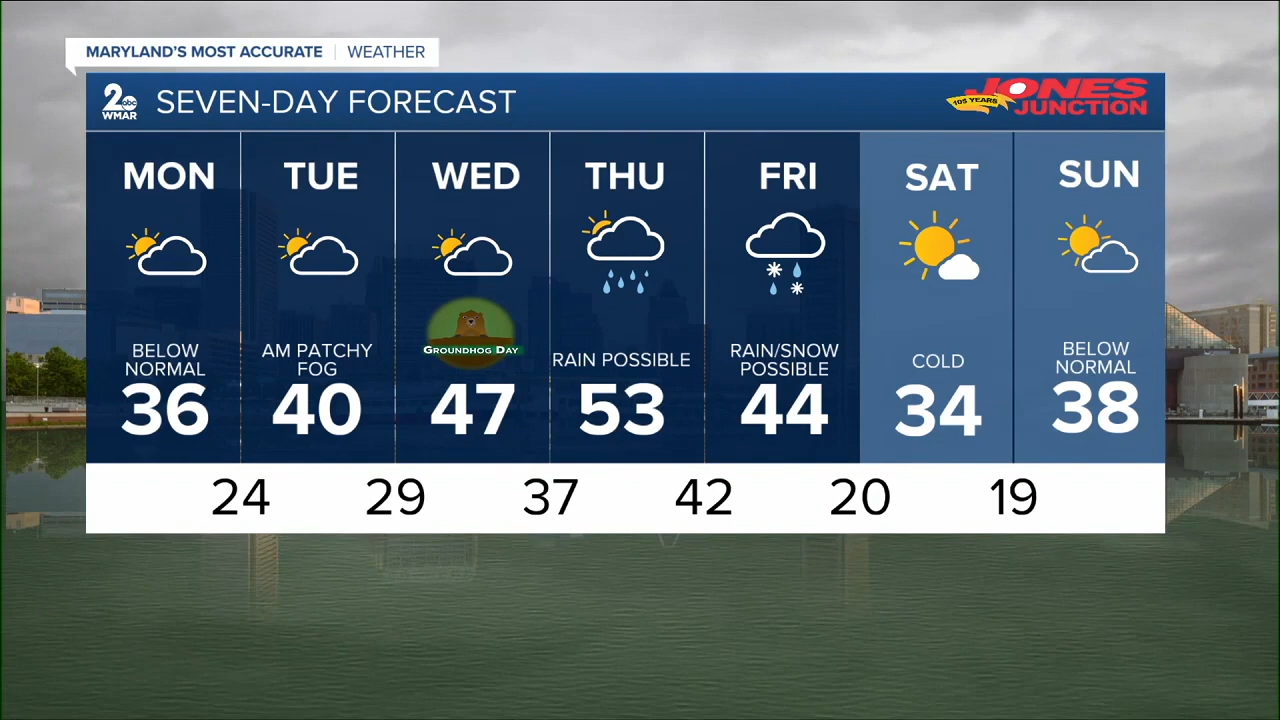 MARYLAND'S MOST ACCURATE | WEATHER
2 abc
WMAR
SEVEN-DAY FORECAST
JONES
105 YEARS
JUNCTION
MON
TUE
WED
THU
FRI
SAT
SUN
GROUNDHOG DAY
BELOW
NORMAL
AM PATCHY
FOG
RAIN POSSIBLE
RAIN/SNOW
POSSIBLE
COLD
BELOW
NORMAL
36
40
47
53
44
34
38
24
29
37
42
20
19